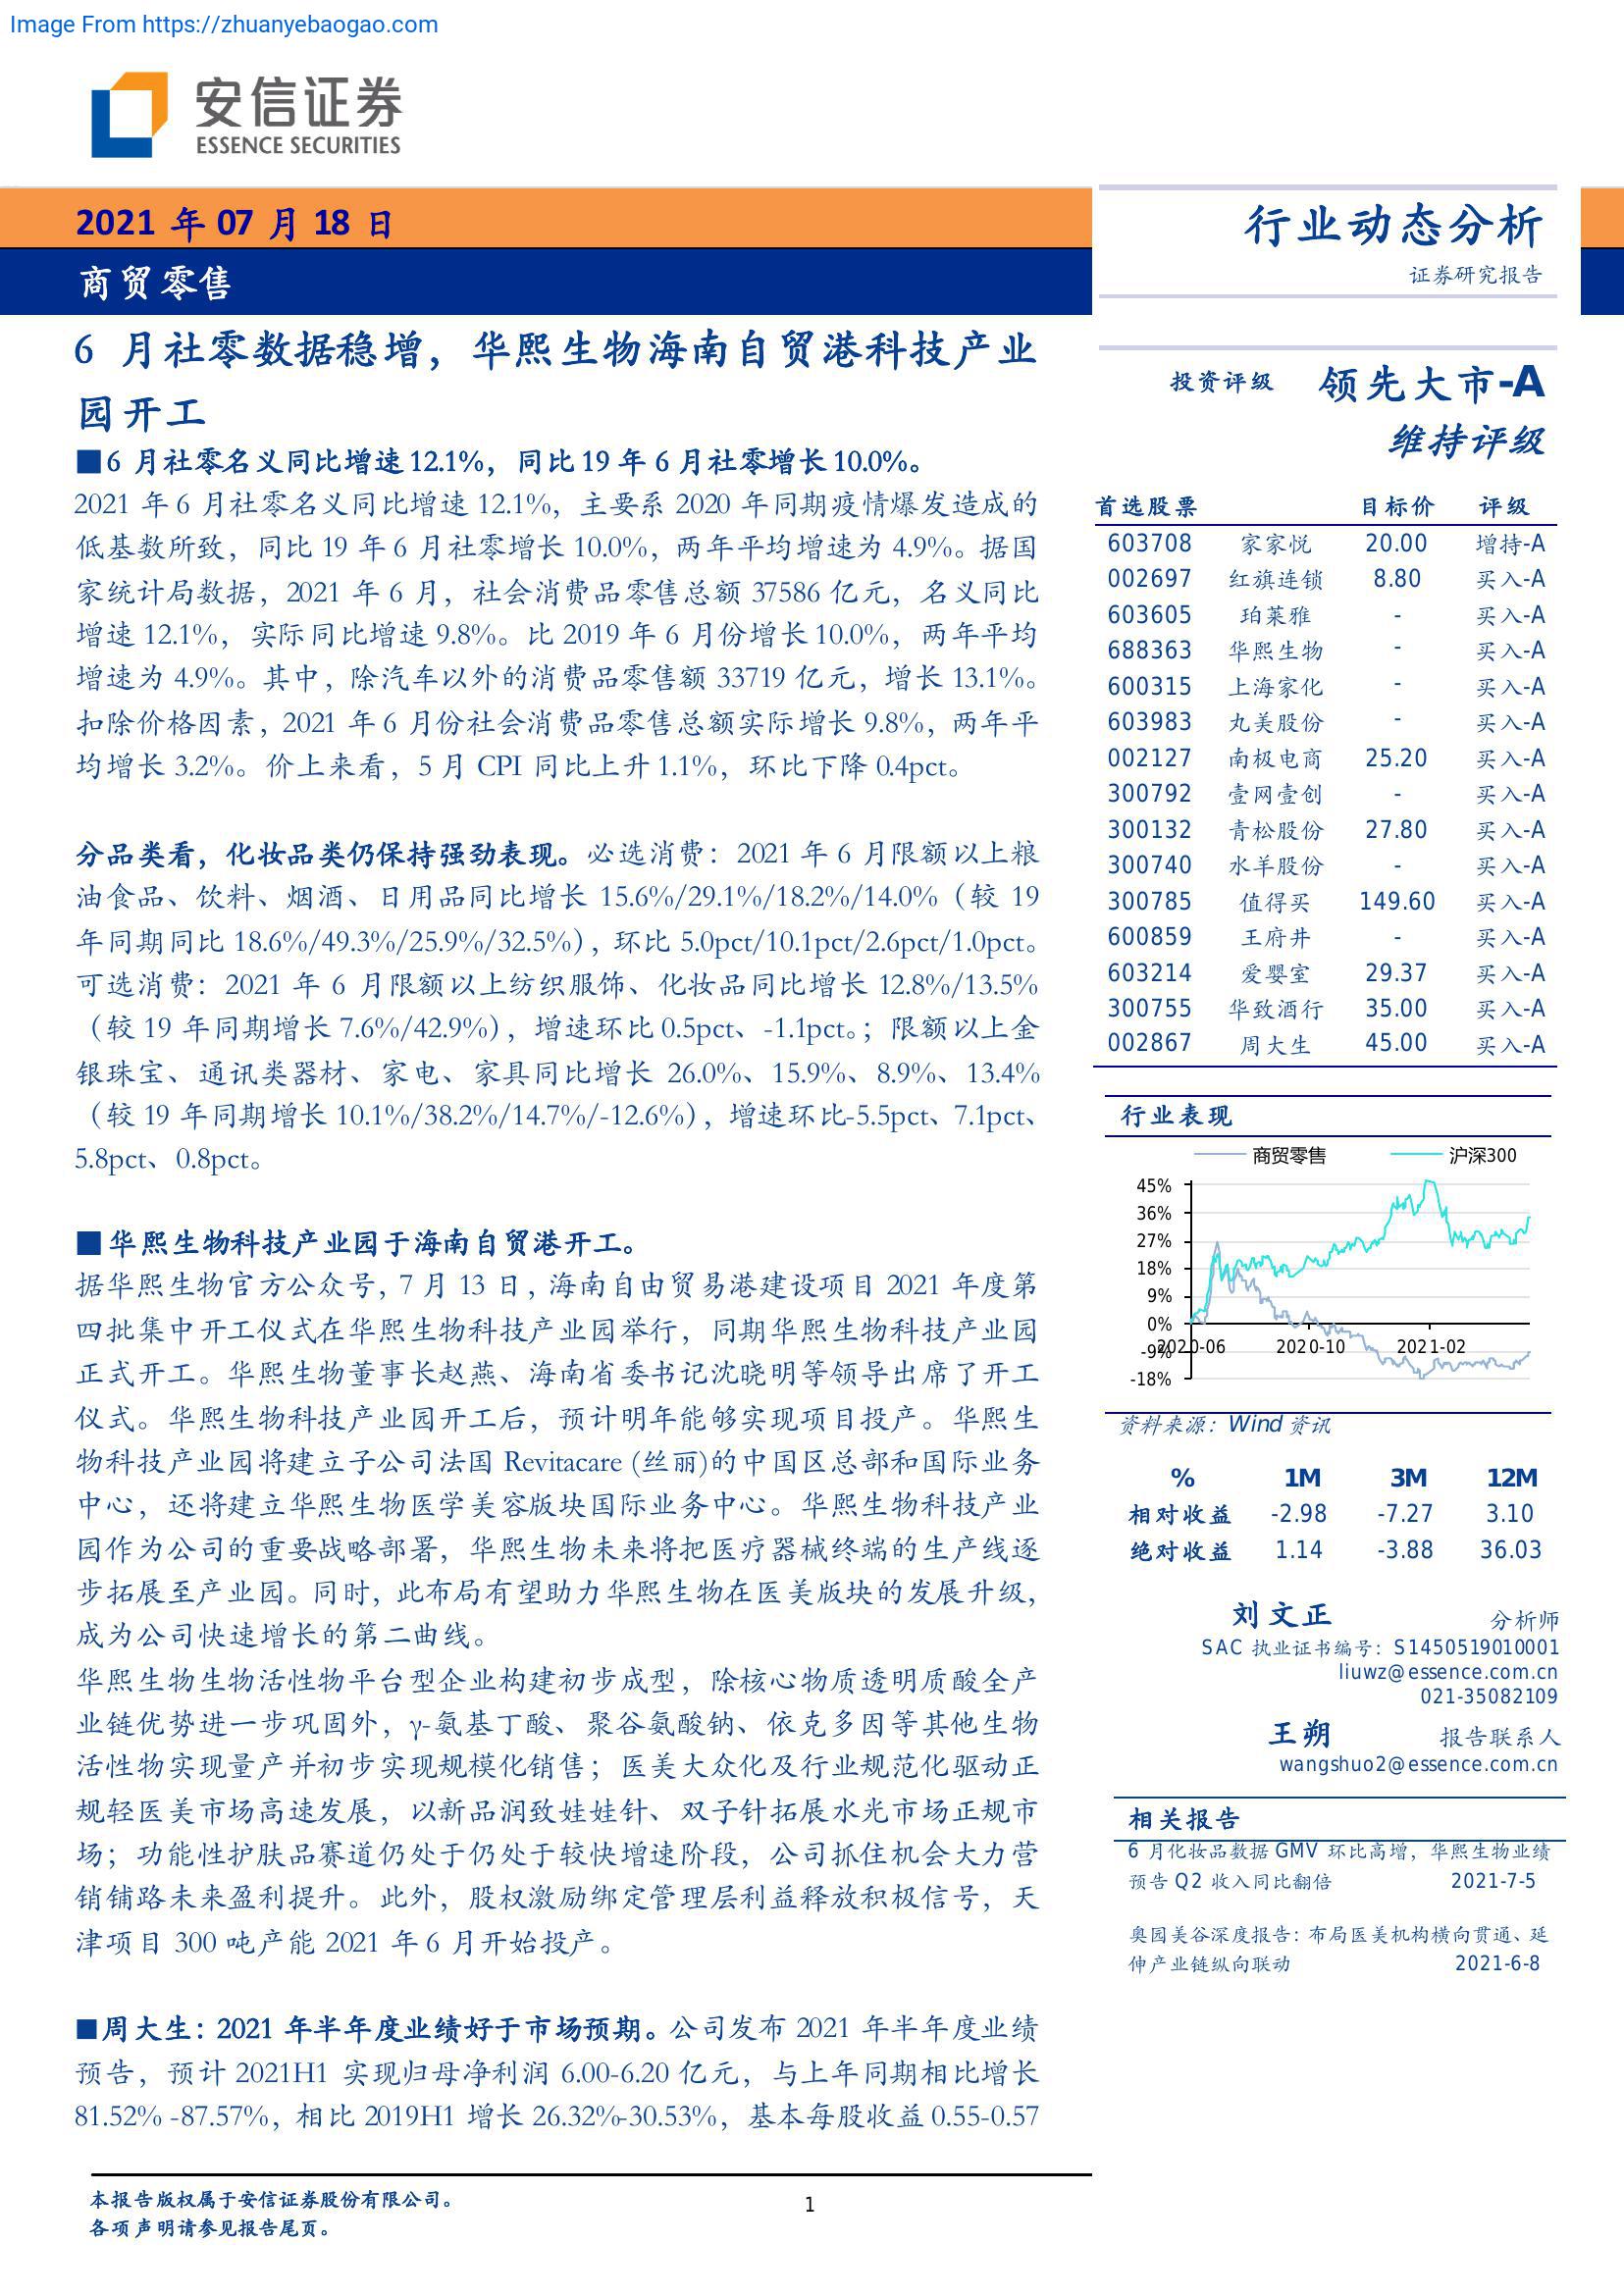 Image From https://zhuanyebaogao.com
安信证券
ESSENCE SECURITIES
2021 年 07 月 18 日
商贸零售
行业动态分析
证券研究报告
6 月社零数据稳增，华熙生物海南自贸港科技产业
园开工
■6 月社零名义同比增速 12.1%，同比 19 年 6 月社零增长 10.0%。
2021 年 6 月社零名义同比增速 12.1%，主要系 2020 年同期疫情爆发造成的
低基数所致，同比 19 年 6 月社零增长 10.0%，两年平均增速为 4.9%。据国
家统计局数据，2021 年 6 月，社会消费品零售总额 37586 亿元，名义同比
增速 12.1%，实际同比增速 9.8%。比 2019 年 6 月份增长 10.0%，两年平均
增速为 4.9%。其中，除汽车以外的消费品零售额 33719 亿元，增长 13.1%。
扣除价格因素，2021 年 6 月份社会消费品零售总额实际增长 9.8%，两年平
均增长 3.2%。价上来看，5 月 CPI 同比上升 1.1%，环比下降 0.4pct。
分品类看，化妆品类仍保持强劲表现。必选消费：2021 年 6 月限额以上粮
油食品、饮料、烟酒、日用品同比增长 15.6%/29.1%/18.2%/14.0%（较 19
年同期同比 18.6%/49.3%/25.9%/32.5%），环比 5.0pct/10.1pct/2.6pct/1.0pct。
可选消费：2021 年 6 月限额以上纺织服饰、化妆品同比增长 12.8%/13.5%
（较 19 年同期增长 7.6%/42.9%），增速环比 0.5pct、-1.1pct。；限额以上金
银珠宝、通讯类器材、家电、家具同比增长 26.0%、15.9%、8.9%、13.4%
（较 19 年同期增长 10.1%/38.2%/14.7%/-12.6%），增速环比-5.5pct、7.1pct、
5.8pct、0.8pct。
■华熙生物科技产业园于海南自贸港开工。
据华熙生物官方公众号，7 月 13 日，海南自由贸易港建设项目 2021 年度第
四批集中开工仪式在华熙生物科技产业园举行，同期华熙生物科技产业园
正式开工。华熙生物董事长赵燕、海南省委书记沈晓明等领导出席了开工
仪式。华熙生物科技产业园开工后，预计明年能够实现项目投产。华熙生
物科技产业园将建立子公司法国 Revitacare (丝丽)的中国区总部和国际业务
中心，还将建立华熙生物医学美容版块国际业务中心。华熙生物科技产业
园作为公司的重要战略部署，华熙生物未来将把医疗器械终端的生产线逐
步拓展至产业园。同时，此布局有望助力华熙生物在医美版块的发展升级，
成为公司快速增长的第二曲线。
华熙生物生物活性物平台型企业构建初步成型，除核心物质透明质酸全产
业链优势进一步巩固外，γ-氨基丁酸、聚谷氨酸钠、依克多因等其他生物
活性物实现量产并初步实现规模化销售；医美大众化及行业规范化驱动正
规轻医美市场高速发展，以新品润致娃娃针、双子针拓展水光市场正规市
场；功能性护肤品赛道仍处于仍处于较快增速阶段，公司抓住机会大力营
销铺路未来盈利提升。此外，股权激励绑定管理层利益释放积极信号，天
津项目 300 吨产能 2021 年 6 月开始投产。
■周大生：2021 年半年度业绩好于市场预期。公司发布 2021 年半年度业绩
预告，预计 2021H1 实现归母净利润 6.00-6.20 亿元，与上年同期相比增长
81.52% -87.57%，相比 2019H1 增长 26.32%-30.53%，基本每股收益 0.55-0.57
投资评级 领先大市-A
维持评级
首选股票 目标价 评级
603708 家家悦 20.00 增持-A
002697 红旗连锁 8.80 买入-A
603605 珀莱雅 - 买入-A
688363 华熙生物 - 买入-A
600315 上海家化 - 买入-A
603983 丸美股份 - 买入-A
002127 南极电商 25.20 买入-A
300792 壹网壹创 - 买入-A
300132 青松股份 27.80 买入-A
300740 水羊股份 - 买入-A
300785 值得买 149.60 买入-A
600859 王府井 - 买入-A
603214 爱婴室 29.37 买入-A
300755 华致酒行 35.00 买入-A
002867 周大生 45.00 买入-A
行业表现
商贸零售 沪深300
45%
36%
27%
18%
9%
0%
-9%
-18%
2020-06 2020-10 2021-02
资料来源：Wind 资讯
% 1M 3M 12M
相对收益 -2.98 -7.27 3.10
绝对收益 1.14 -3.88 36.03
刘文正 分析师
SAC 执业证书编号：S1450519010001
liuwz@essence.com.cn
021-35082109
王朔 报告联系人
wangshuo2@essence.com.cn
相关报告
6 月化妆品数据 GMV 环比高增，华熙生物业绩
预告 Q2 收入同比翻倍 2021-7-5
奥园美谷深度报告：布局医美机构横向贯通、延
伸产业链纵向联动 2021-6-8
本报告版权属于安信证券股份有限公司。
各项声明请参见报告尾页。
1